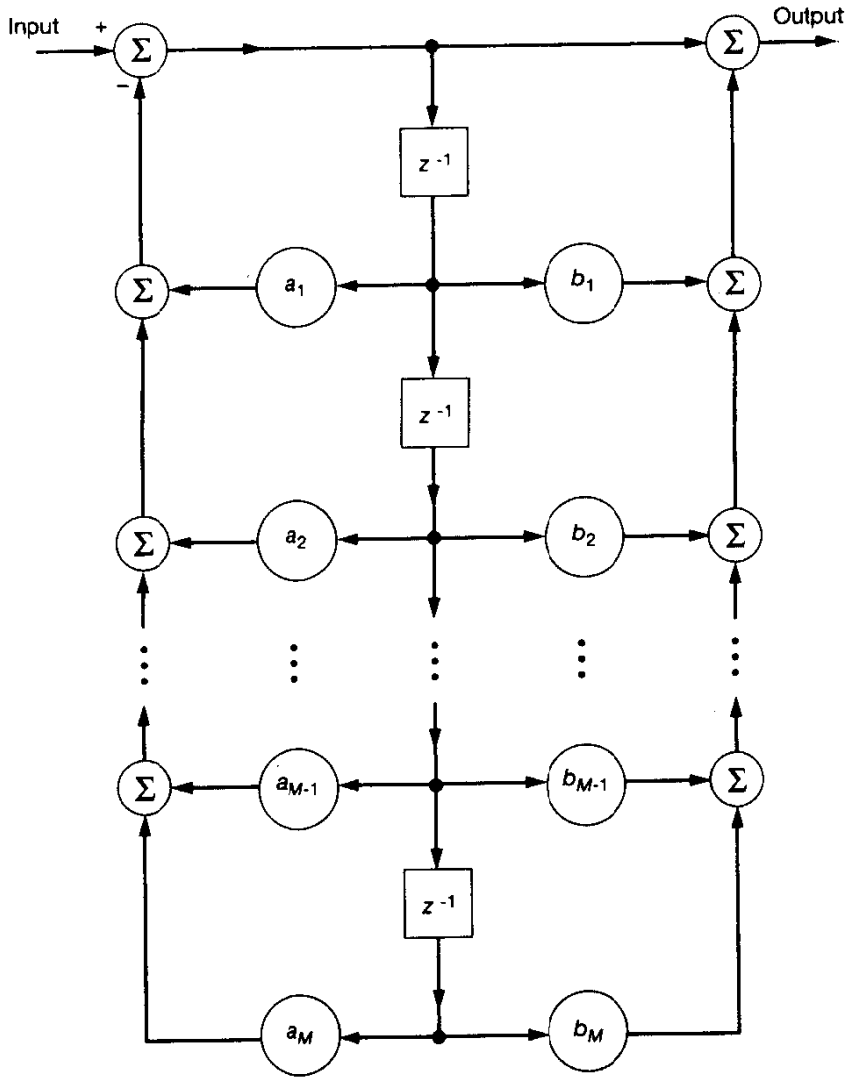 Input + Σ Σ Output
−
z⁻¹
Σ a₁ b₁ Σ
z⁻¹
Σ a₂ b₂ Σ
Σ a_{M-1} b_{M-1} Σ
z⁻¹
a_M b_M